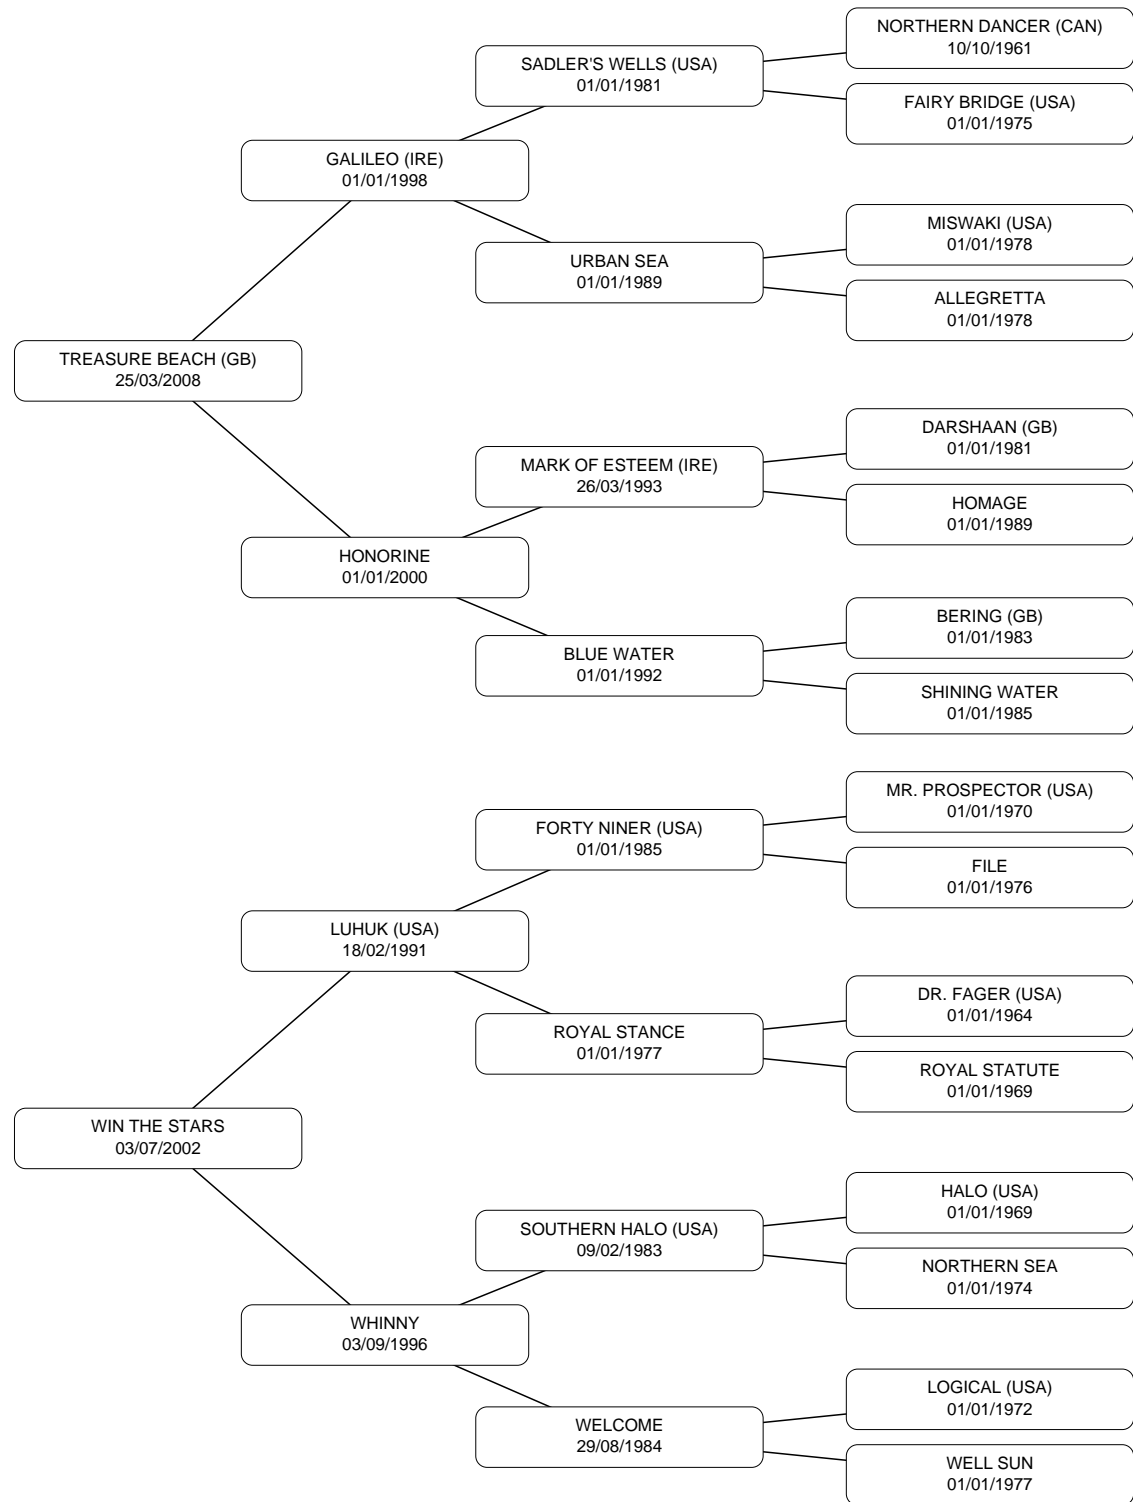 NORTHERN DANCER (CAN)
10/10/1961
SADLER'S WELLS (USA)
01/01/1981
FAIRY BRIDGE (USA)
01/01/1975
GALILEO (IRE)
01/01/1998
MISWAKI (USA)
01/01/1978
URBAN SEA
01/01/1989
ALLEGRETTA
01/01/1978
TREASURE BEACH (GB)
25/03/2008
DARSHAAN (GB)
01/01/1981
MARK OF ESTEEM (IRE)
26/03/1993
HOMAGE
01/01/1989
HONORINE
01/01/2000
BERING (GB)
01/01/1983
BLUE WATER
01/01/1992
SHINING WATER
01/01/1985
MR. PROSPECTOR (USA)
01/01/1970
FORTY NINER (USA)
01/01/1985
FILE
01/01/1976
LUHUK (USA)
18/02/1991
DR. FAGER (USA)
01/01/1964
ROYAL STANCE
01/01/1977
ROYAL STATUTE
01/01/1969
WIN THE STARS
03/07/2002
HALO (USA)
01/01/1969
SOUTHERN HALO (USA)
09/02/1983
NORTHERN SEA
01/01/1974
WHINNY
03/09/1996
LOGICAL (USA)
01/01/1972
WELCOME
29/08/1984
WELL SUN
01/01/1977